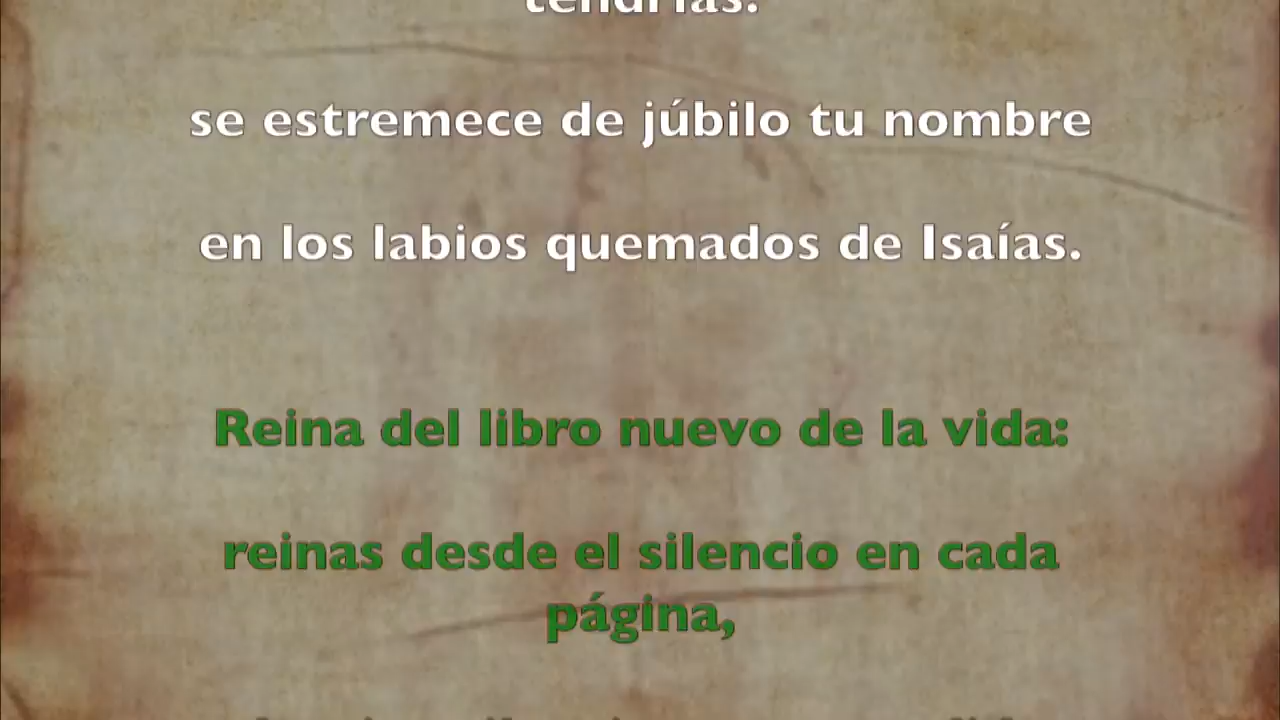 tendrías:
se estremece de júbilo tu nombre
en los labios quemados de Isaías.
Reina del libro nuevo de la vida:
reinas desde el silencio en cada
página,